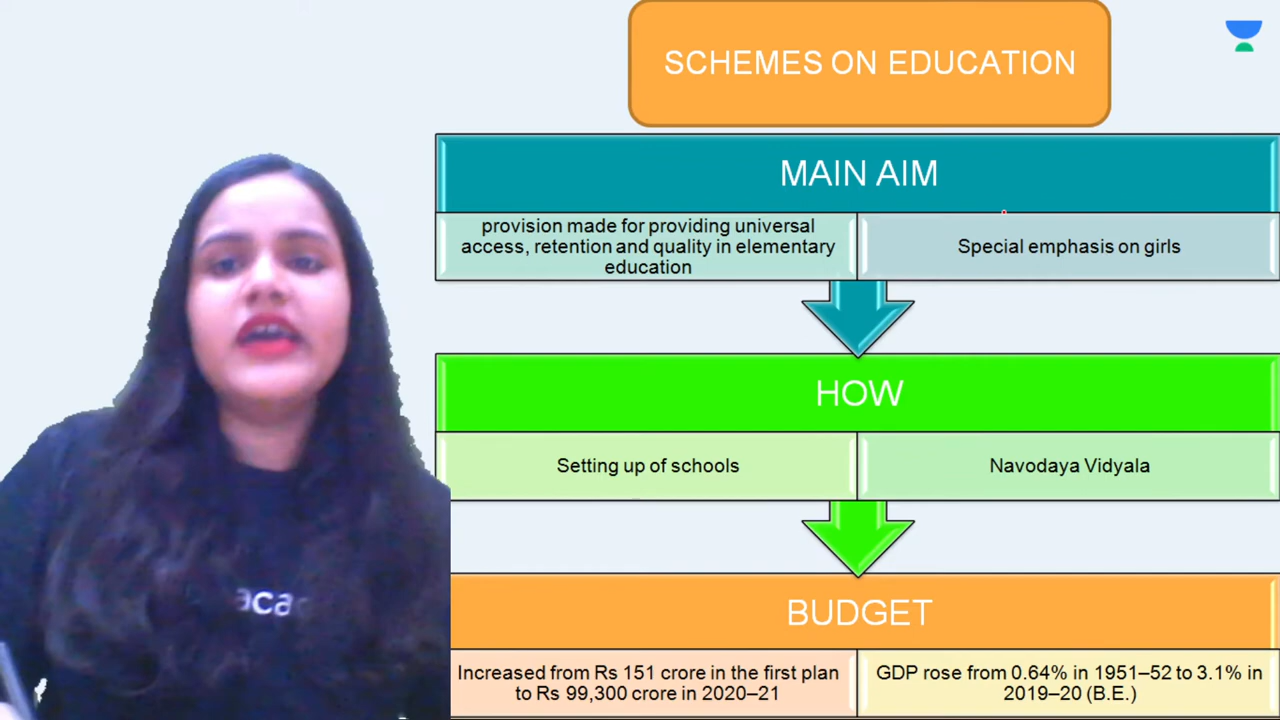 SCHEMES ON EDUCATION
MAIN AIM
provision made for providing universal
access, retention and quality in elementary
education
Special emphasis on girls
HOW
Setting up of schools
Navodaya Vidyala
BUDGET
Increased from Rs 151 crore in the first plan
to Rs 99,300 crore in 2020–21
GDP rose from 0.64% in 1951–52 to 3.1% in
2019–20 (B.E.)
aca